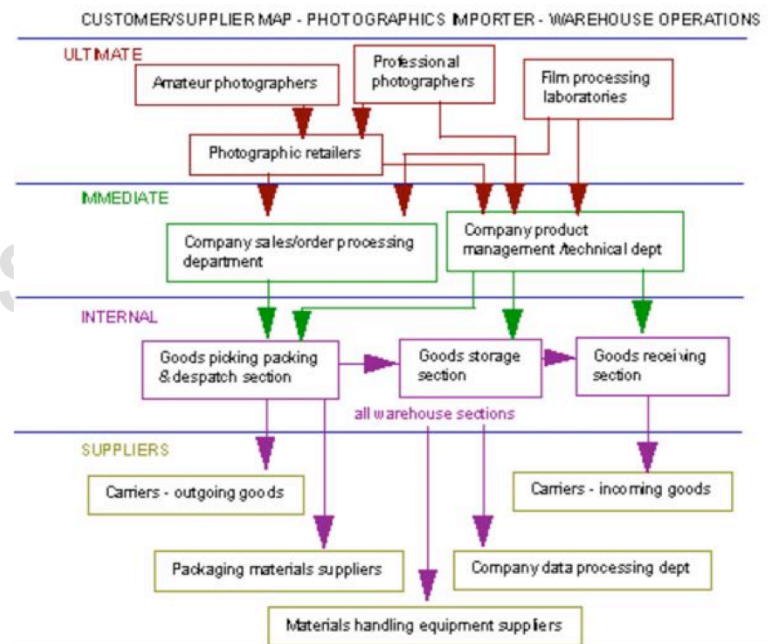 CUSTOMER/SUPPLIER MAP - PHOTOGRAPHICS IMPORTER - WAREHOUSE OPERATIONS
ULTIMATE
Amateur photographers
Professional
photographers
Film processing
laboratories
Photographic retailers
IMMEDIATE
Company sales/order processing
department
Company product
management /technical dept
INTERNAL
Goods picking packing
& despatch section
Goods storage
section
Goods receiving
section
all warehouse sections
SUPPLIERS
Carriers - outgoing goods
Carriers - incoming goods
Packaging materials suppliers
Company data processing dept
Materials handling equipment suppliers